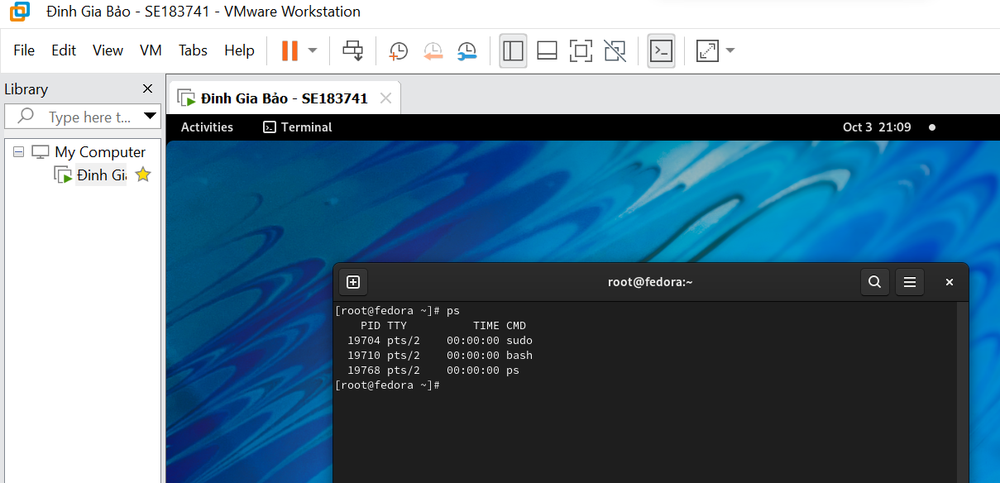 Đinh Gia Bảo - SE183741 - VMware Workstation
File Edit View VM Tabs Help
Library
Type here t...
My Computer
Đinh Gi
Đinh Gia Bảo - SE183741
Activities Terminal Oct 3 21:09
root@fedora:~
[root@fedora ~]# ps
PID TTY TIME CMD
19704 pts/2 00:00:00 sudo
19710 pts/2 00:00:00 bash
19768 pts/2 00:00:00 ps
[root@fedora ~]#